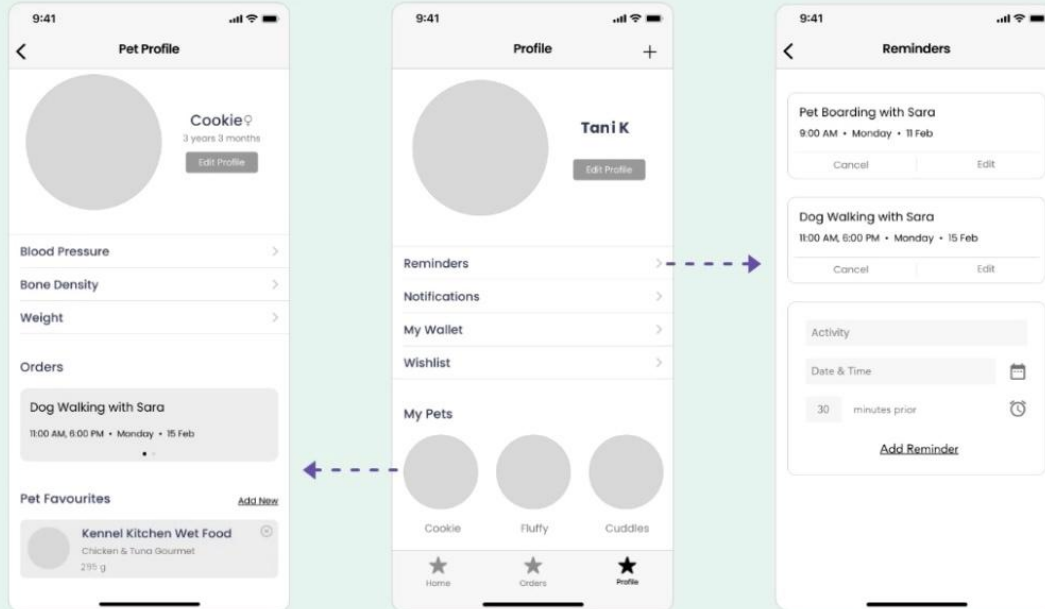 9:41
Pet Profile
Cookie♀
3 years 3 months
Edit Profile
Blood Pressure
Bone Density
Weight
Orders
Dog Walking with Sara
11:00 AM, 6:00 PM • Monday • 15 Feb
Pet Favourites
Add New
Kennel Kitchen Wet Food
Chicken & Tuna Gourmet
295 g
9:41
Profile
+
Tani K
Edit Profile
Reminders
Notifications
My Wallet
Wishlist
My Pets
Cookie
Fluffy
Cuddles
Home
Orders
Profile
9:41
Reminders
Pet Boarding with Sara
9:00 AM • Monday • 11 Feb
Cancel
Edit
Dog Walking with Sara
11:00 AM, 6:00 PM • Monday • 15 Feb
Cancel
Edit
Activity
Date & Time
30 minutes prior
Add Reminder